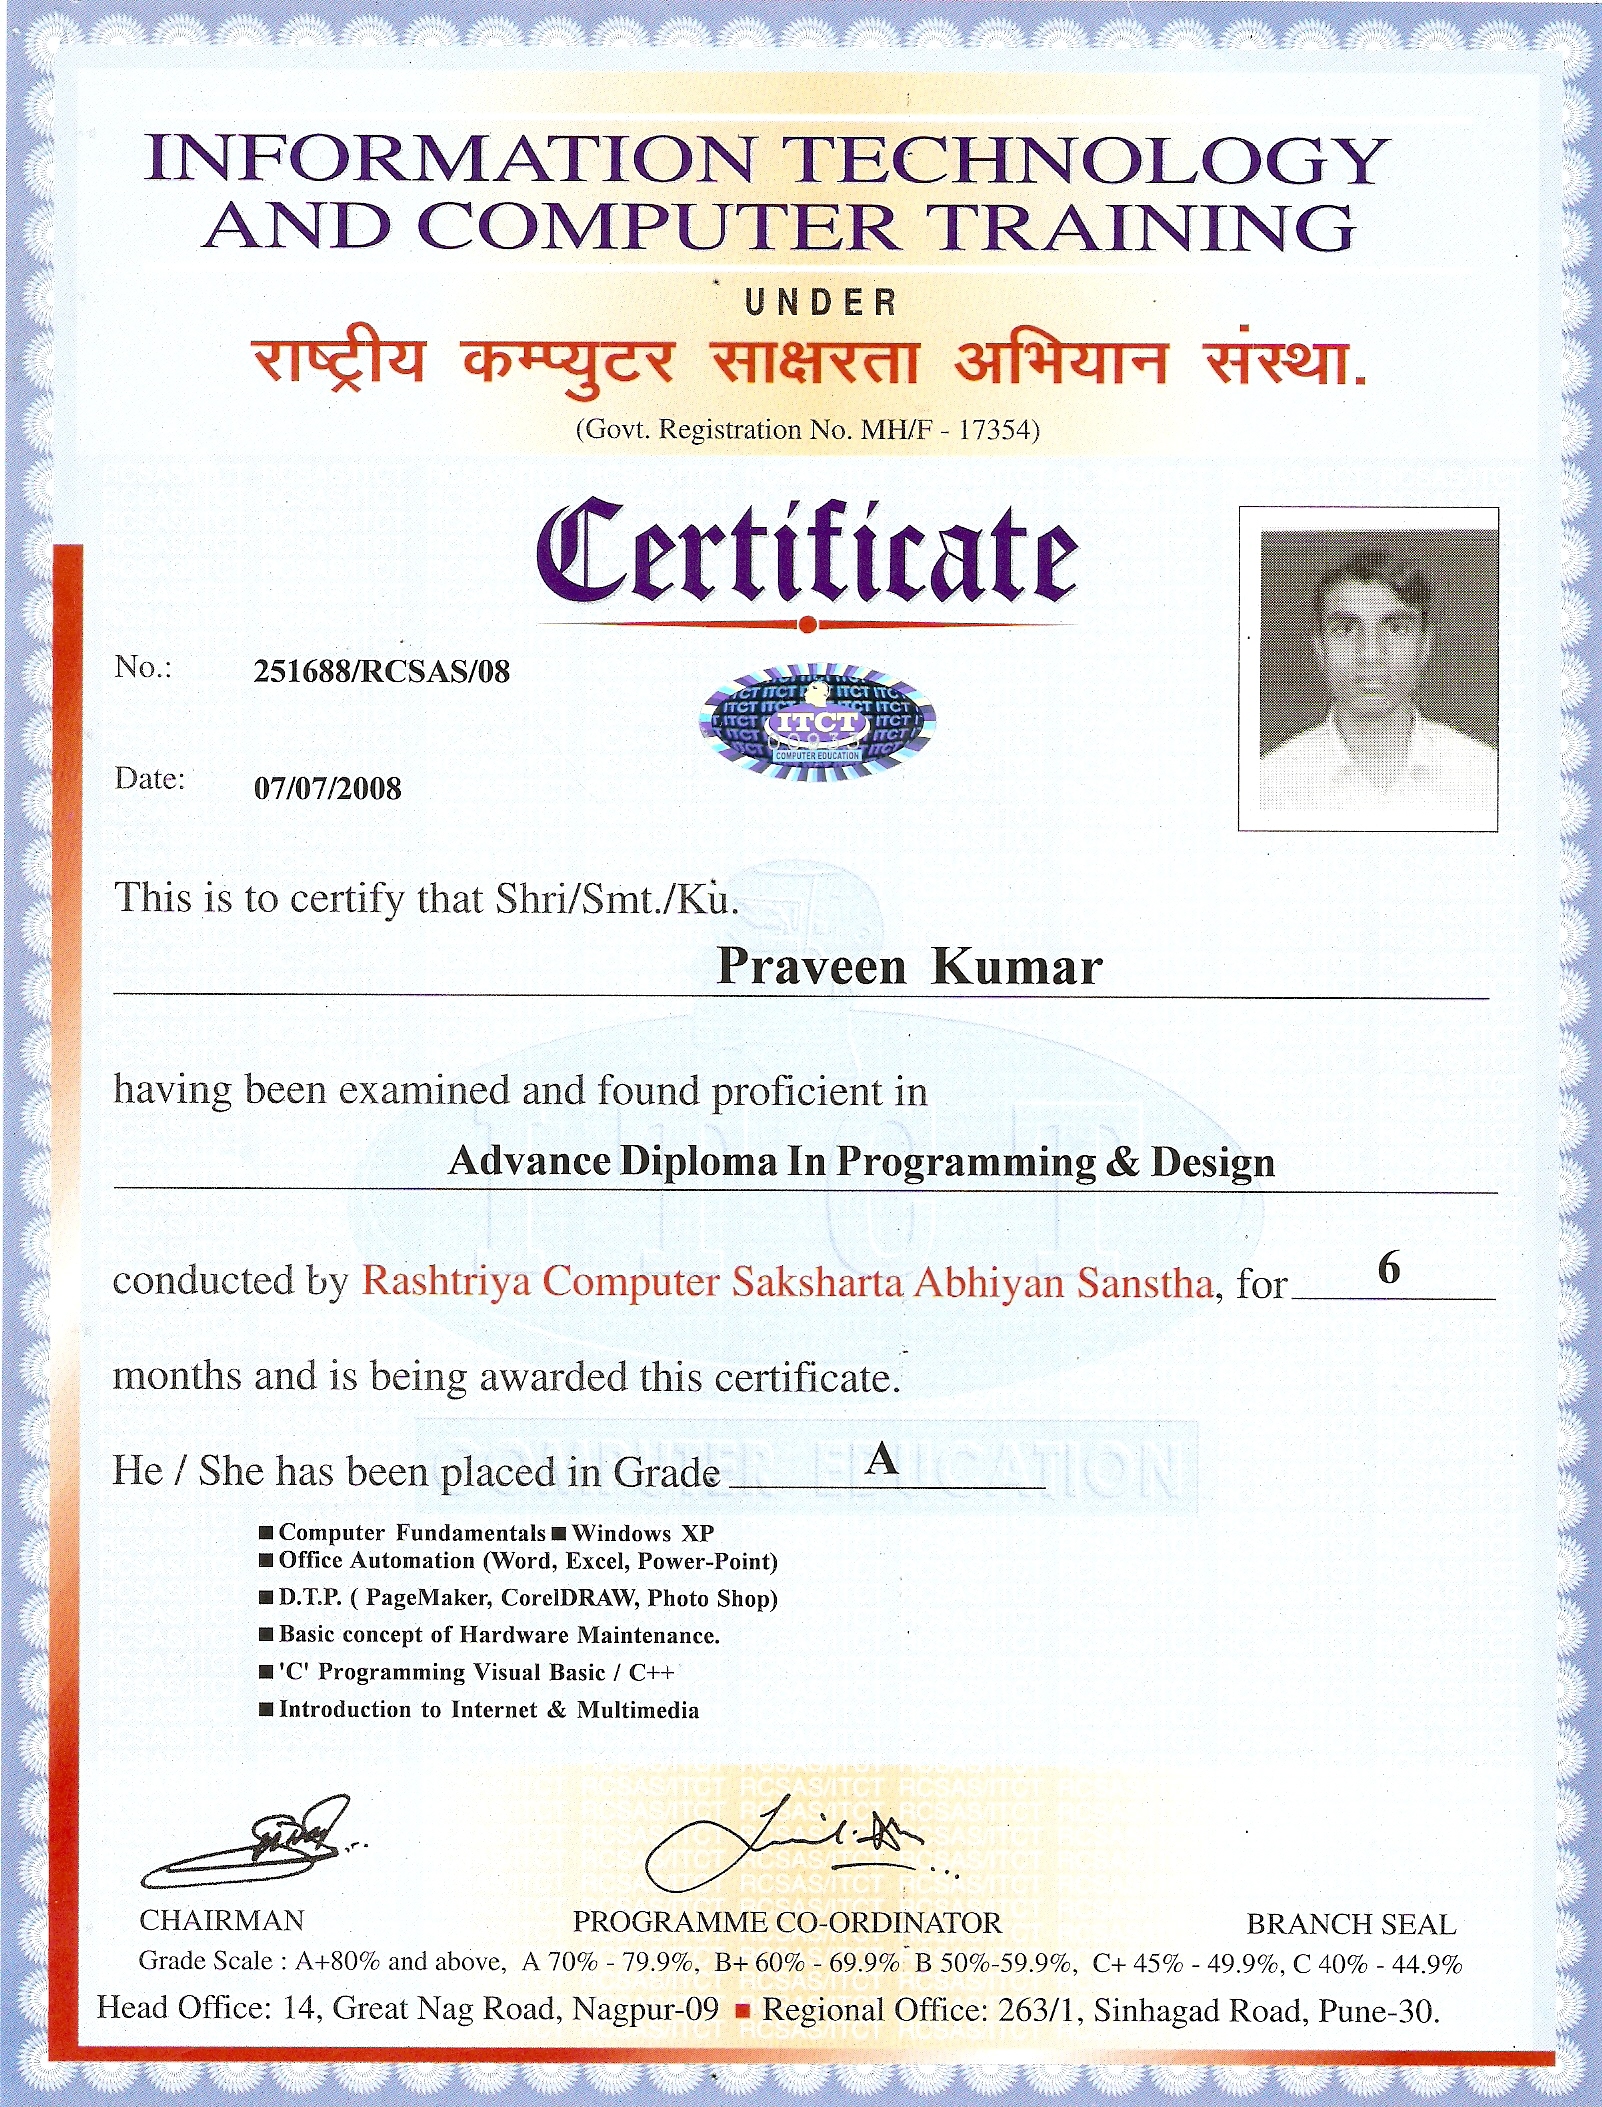 INFORMATION TECHNOLOGY
AND COMPUTER TRAINING
UNDER
राष्ट्रीय कम्प्युटर साक्षरता अभियान संस्था.
(Govt. Registration No. MH/F - 17354)
Certificate
No.: 251688/RCSAS/08
ITCT
COMPUTER EDUCATION
Date: 07/07/2008
This is to certify that Shri/Smt./Ku.
Praveen Kumar
having been examined and found proficient in
Advance Diploma In Programming & Design
conducted by Rashtriya Computer Saksharta Abhiyan Sanstha, for 6
months and is being awarded this certificate.
He / She has been placed in Grade A
■ Computer Fundamentals ■ Windows XP
■ Office Automation (Word, Excel, Power-Point)
■ D.T.P. ( PageMaker, CorelDRAW, Photo Shop)
■ Basic concept of Hardware Maintenance.
■ 'C' Programming Visual Basic / C++
■ Introduction to Internet & Multimedia
CHAIRMAN PROGRAMME CO-ORDINATOR BRANCH SEAL
Grade Scale : A+80% and above, A 70% - 79.9%, B+ 60% - 69.9% B 50%-59.9%, C+ 45% - 49.9%, C 40% - 44.9%
Head Office: 14, Great Nag Road, Nagpur-09 ■ Regional Office: 263/1, Sinhagad Road, Pune-30.